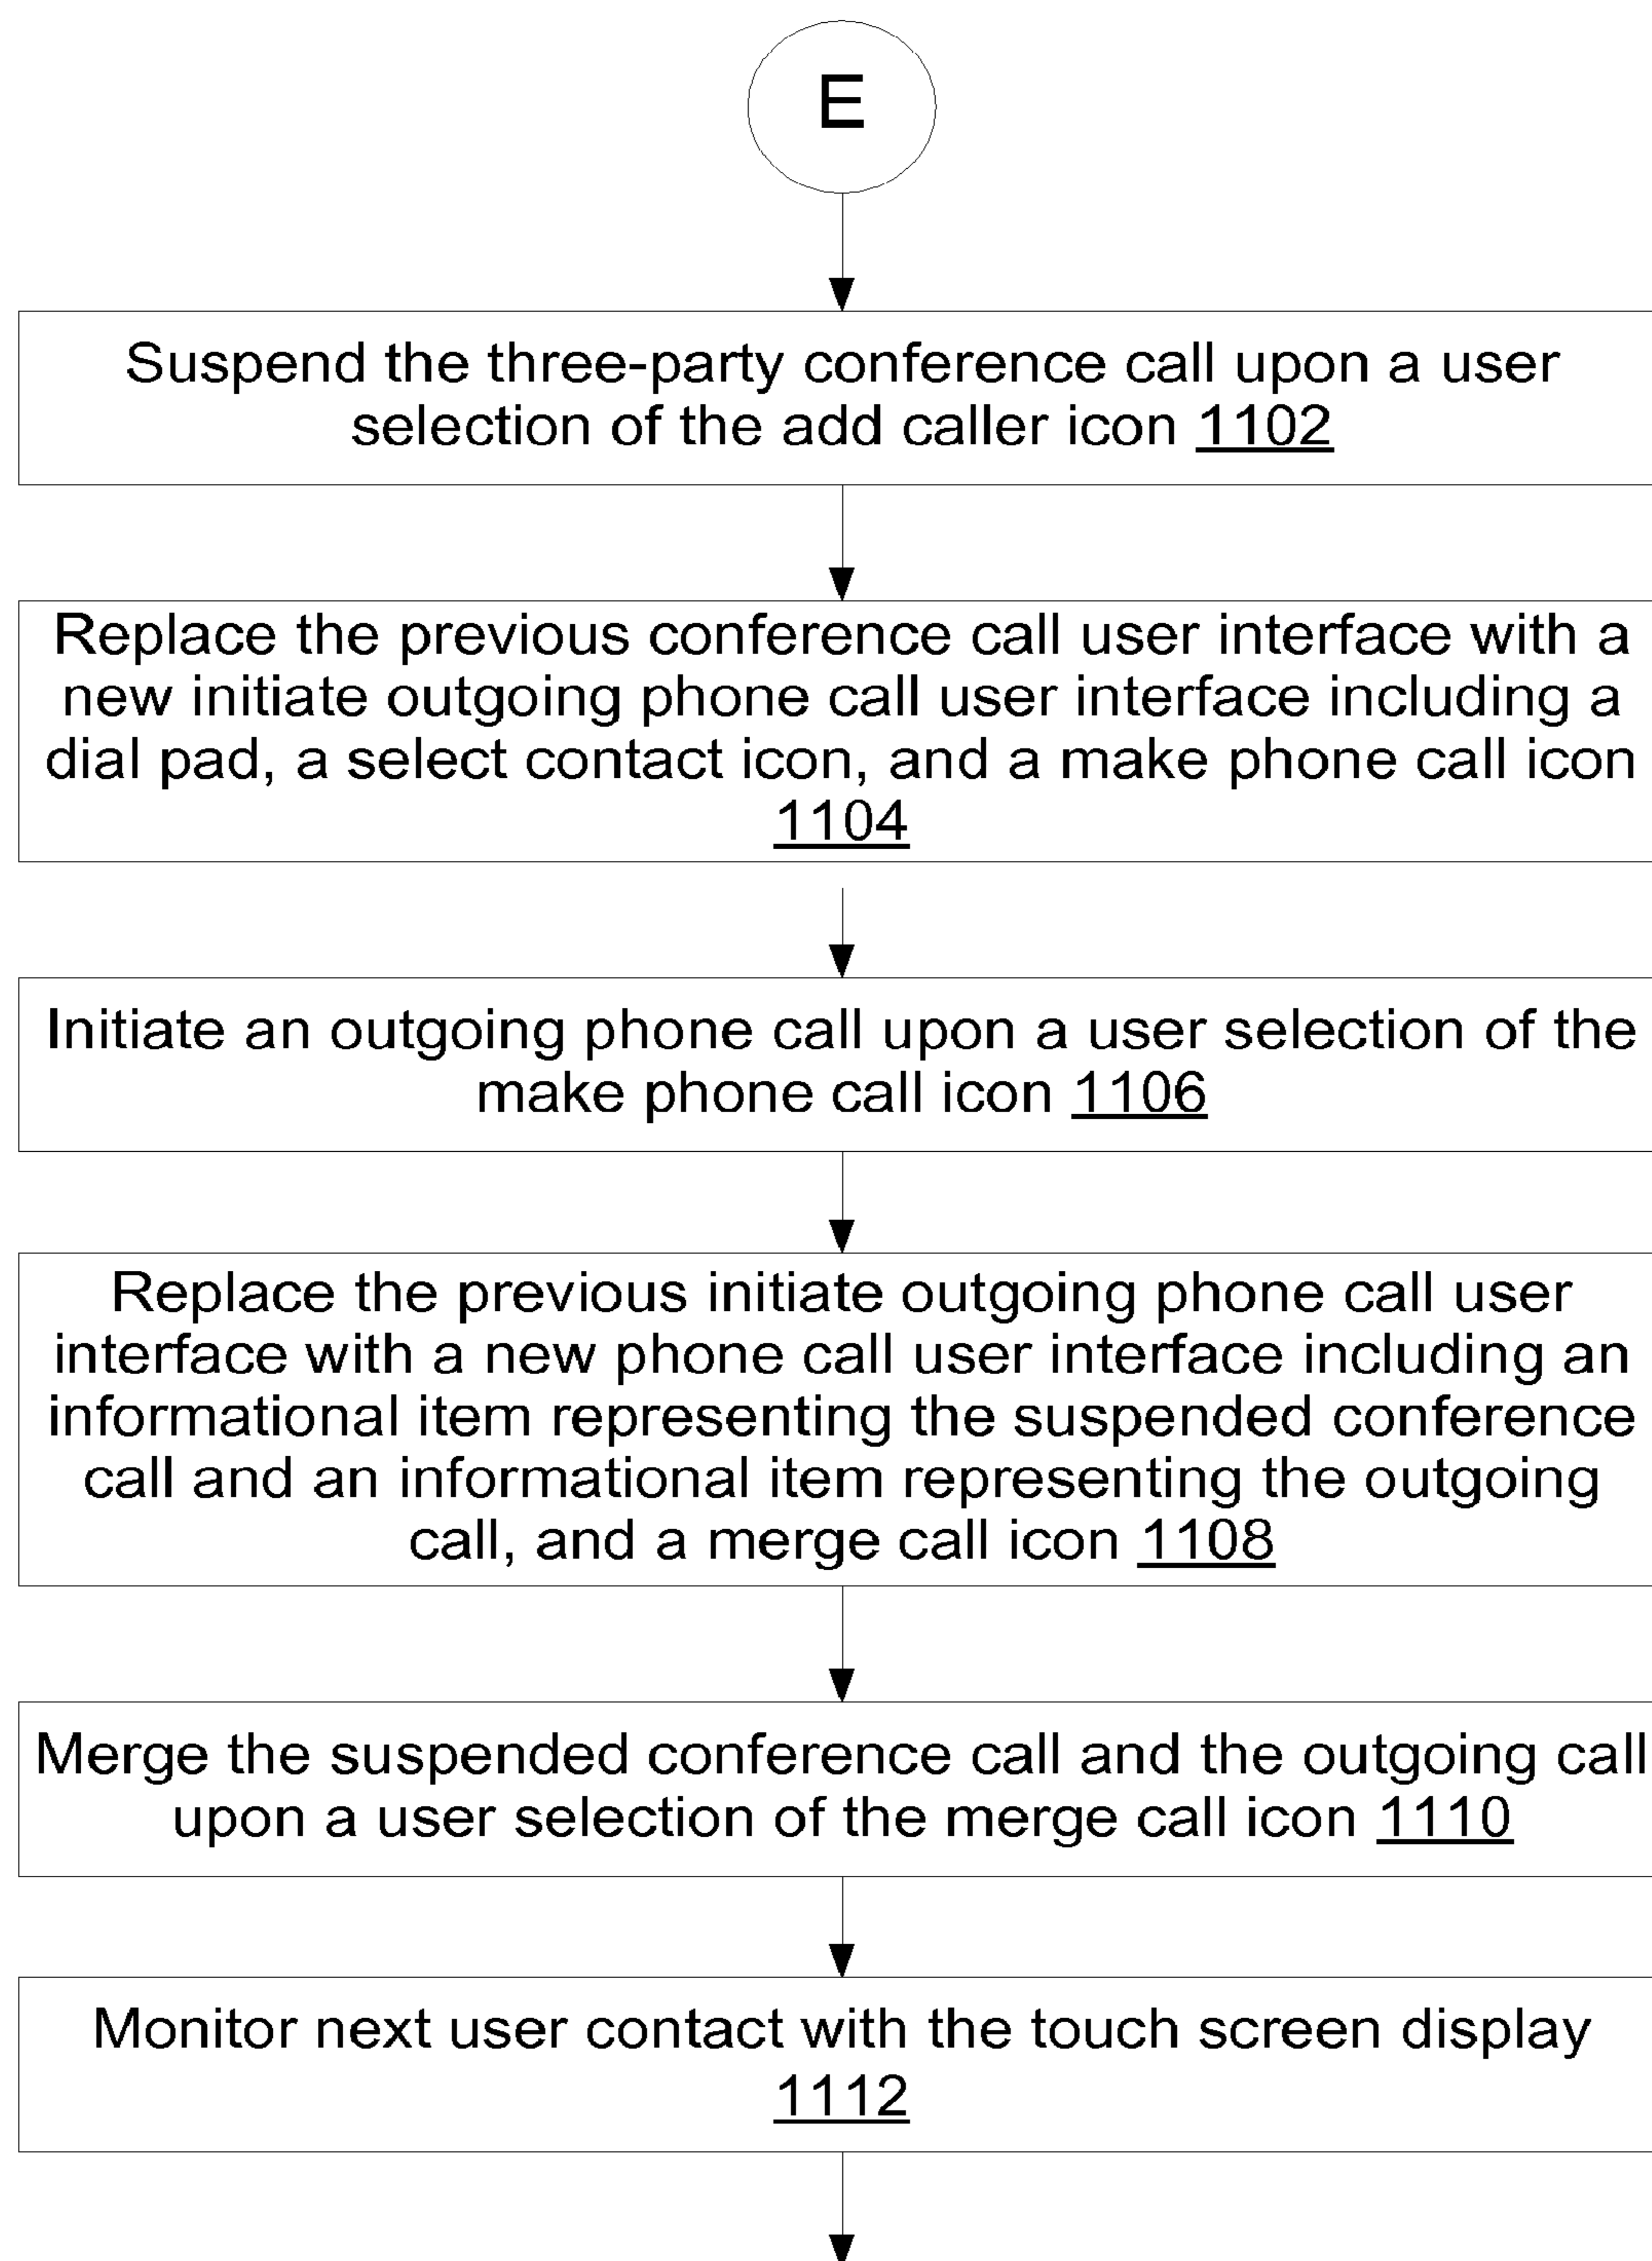 E
Suspend the three-party conference call upon a user
selection of the add caller icon 1102
Replace the previous conference call user interface with a
new initiate outgoing phone call user interface including a
dial pad, a select contact icon, and a make phone call icon
1104
Initiate an outgoing phone call upon a user selection of the
make phone call icon 1106
Replace the previous initiate outgoing phone call user
interface with a new phone call user interface including an
informational item representing the suspended conference
call and an informational item representing the outgoing
call, and a merge call icon 1108
Merge the suspended conference call and the outgoing call
upon a user selection of the merge call icon 1110
Monitor next user contact with the touch screen display
1112